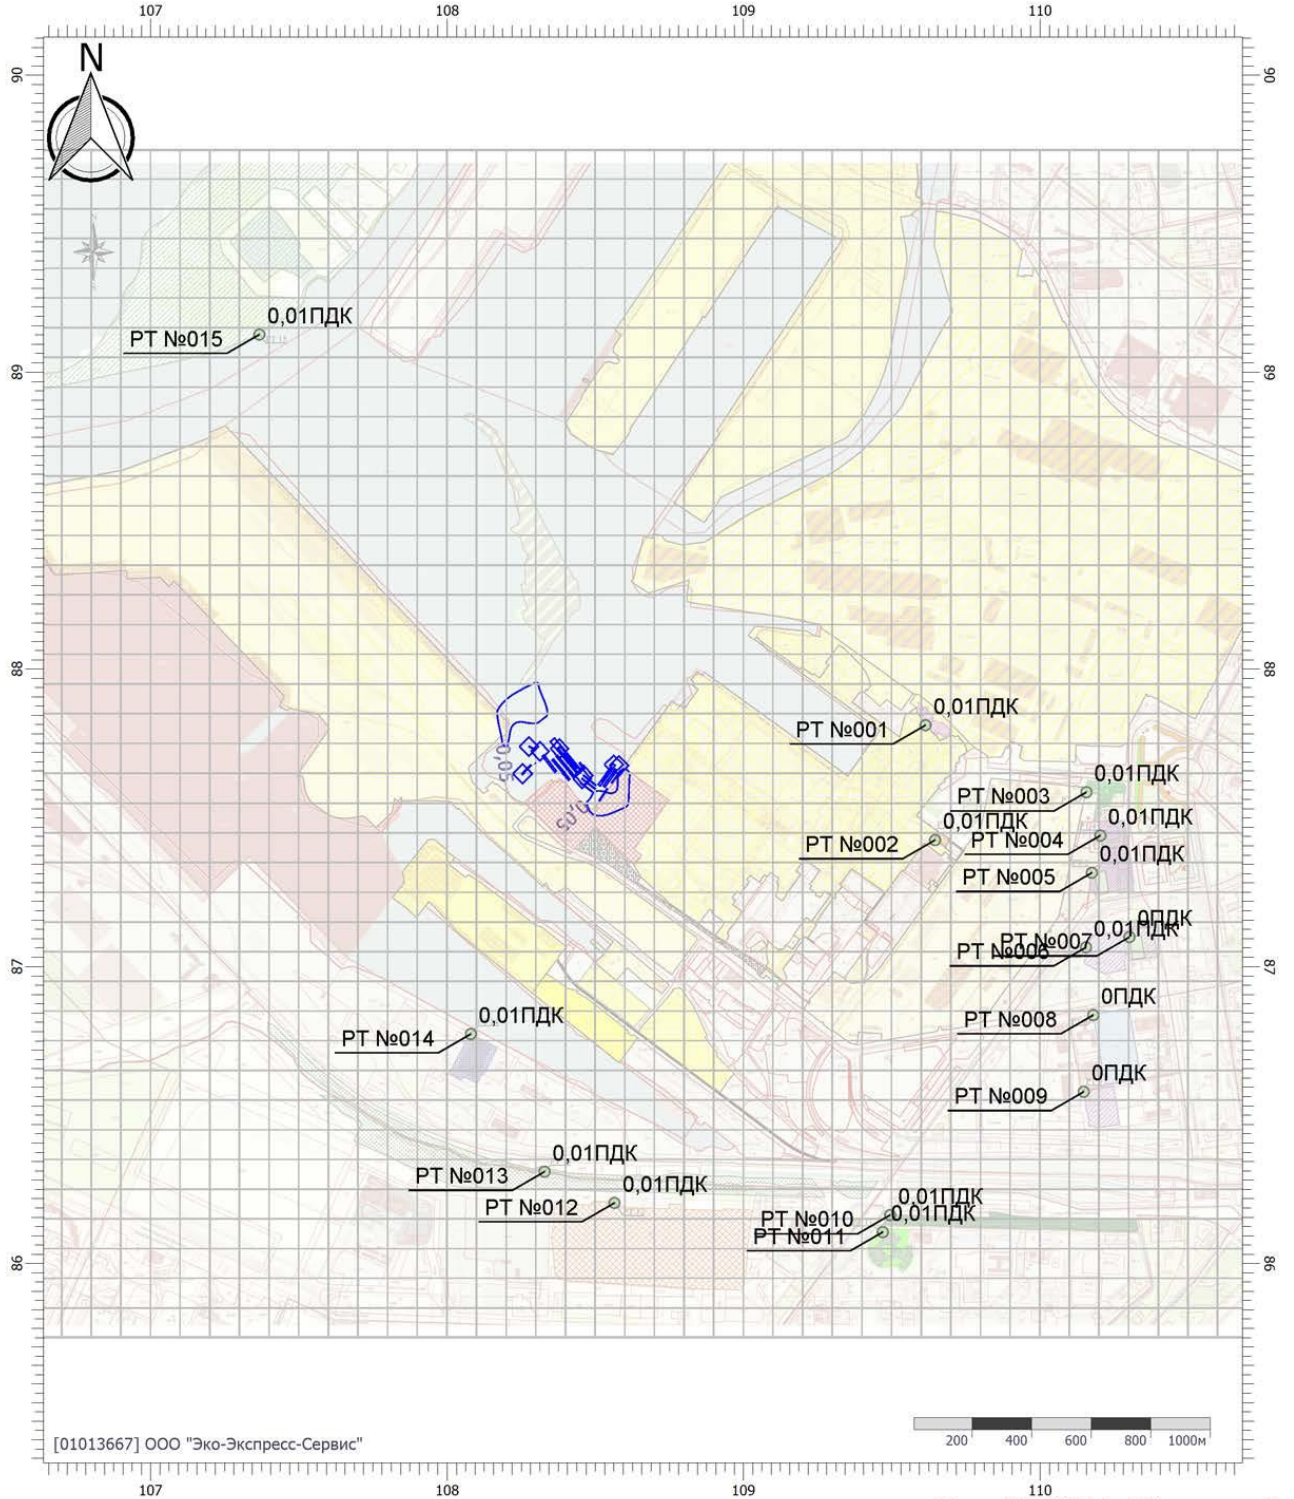 107 108 109 110
N
90 90
0,01ПДК
РТ №015
89 89
88 88
0,01ПДК
РТ №001
0,05
0,01ПДК
РТ №003
0,01ПДК
0,01ПДК
РТ №004
РТ №002
0,05
0,01ПДК
РТ №005
0ПДК
0,01ПДК
РТ №007
РТ №006
87 87
0ПДК
РТ №008
0,01ПДК
РТ №014
0ПДК
РТ №009
0,01ПДК
РТ №013
0,01ПДК
РТ №012
0,01ПДК
РТ №010
0,01ПДК
РТ №011
86 86
[01013667] ООО "Эко-Экспресс-Сервис"
200 400 600 800 1000м
107 108 109 110